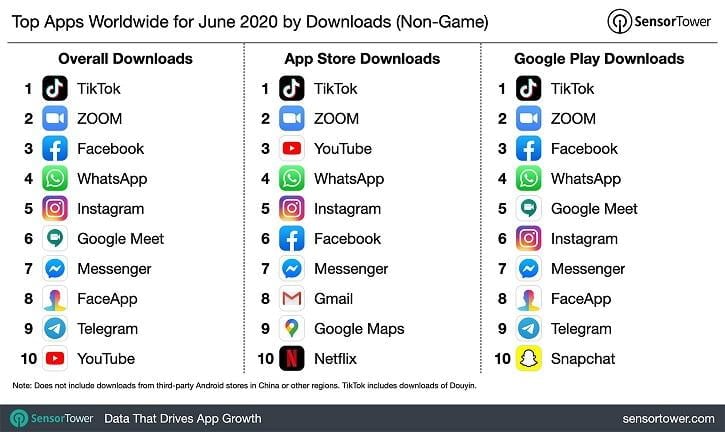 Top Apps Worldwide for June 2020 by Downloads (Non-Game)
SensorTower
Overall Downloads
1 TikTok
2 ZOOM
3 Facebook
4 WhatsApp
5 Instagram
6 Google Meet
7 Messenger
8 FaceApp
9 Telegram
10 YouTube
App Store Downloads
1 TikTok
2 ZOOM
3 YouTube
4 WhatsApp
5 Instagram
6 Facebook
7 Messenger
8 Gmail
9 Google Maps
10 Netflix
Google Play Downloads
1 TikTok
2 ZOOM
3 Facebook
4 WhatsApp
5 Google Meet
6 Instagram
7 Messenger
8 FaceApp
9 Telegram
10 Snapchat
Note: Does not include downloads from third-party Android stores in China or other regions. TikTok includes downloads of Douyin.
SensorTower Data That Drives App Growth sensortower.com